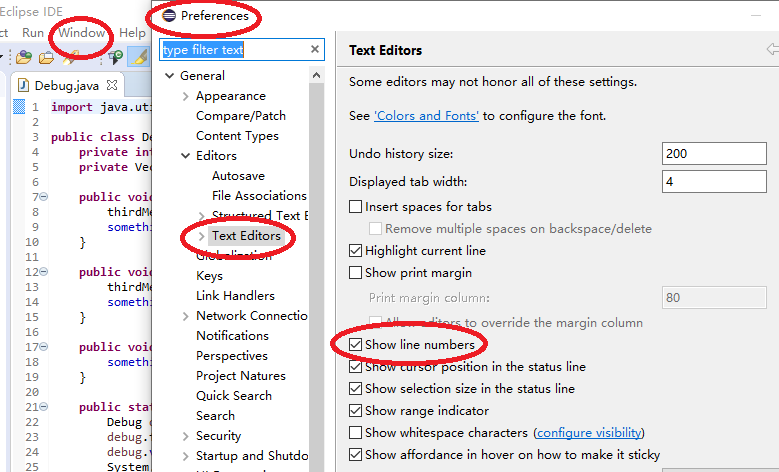 Eclipse IDE
Run Window Help
Debug.java
1 import java.uti
2
3 public class De
4 private int
5 private Vec
6
7 public void
8 thirdMe
9 someth
10 }
11
12 public void
13 thirdMe
14 somethi
15 }
16
17 public void
18 somethi
19 }
20
21 public stat
22 Debug d
23 debug.
24 debug.v
25 System.
Preferences
type filter text
General
Appearance
Compare/Patch
Content Types
Editors
Autosave
File Associations
Structured Text E
Text Editors
Globalization
Keys
Link Handlers
Network Connectio
Notifications
Perspectives
Project Natures
Quick Search
Search
Security
Startup and Shutdo
Text Editors
Some editors may not honor all of these settings.
See 'Colors and Fonts' to configure the font.
Undo history size: 200
Displayed tab width: 4
Insert spaces for tabs
Remove multiple spaces on backspace/delete
Highlight current line
Show print margin
Print margin column: 80
Allow editors to override the margin column
Show line numbers
Show cursor position in the status line
Show selection size in the status line
Show range indicator
Show whitespace characters (configure visibility)
Show affordance in hover on how to make it sticky